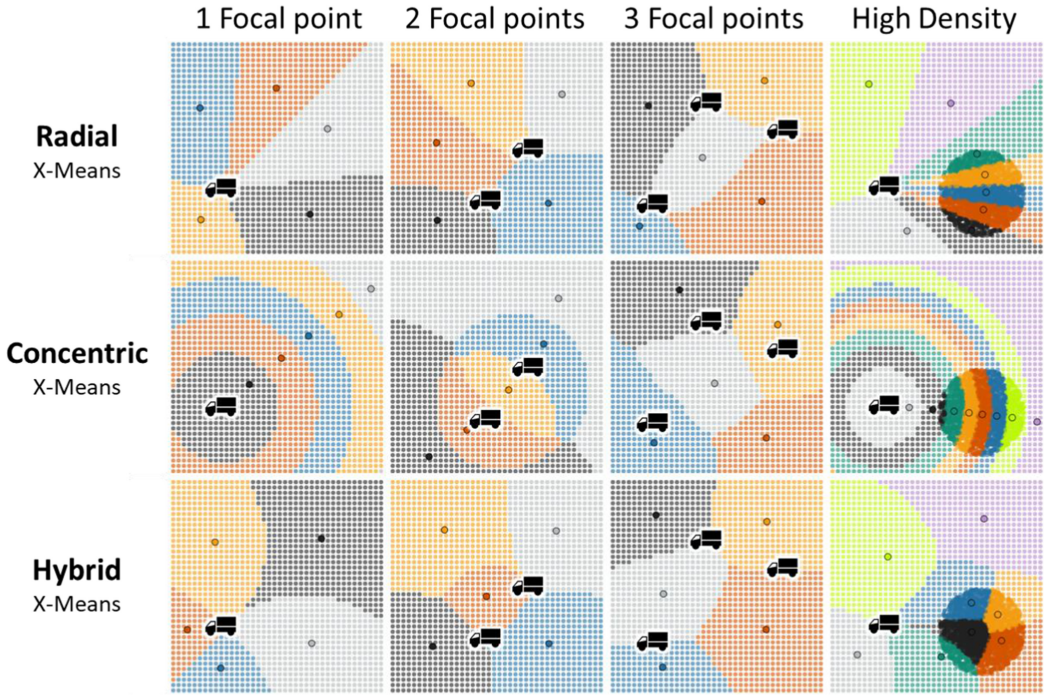 1 Focal point
2 Focal points
3 Focal points
High Density
Radial
X-Means
Concentric
X-Means
Hybrid
X-Means